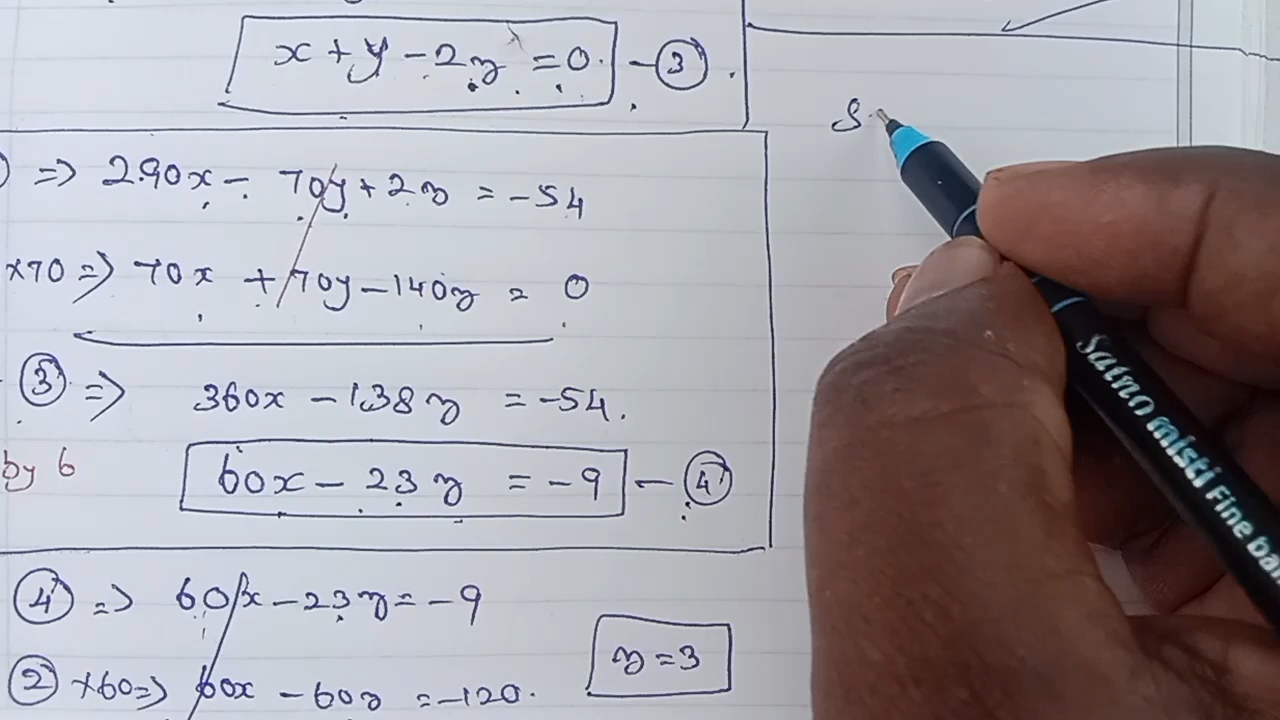 x + y - 2z = 0 - ③
⇒ 290x - 70y + 2z = -54
×70 ⇒ 70x + 70y - 140z = 0
③ ⇒ 360x - 138z = -54.
by 6
60x - 23z = -9 - ④
④ ⇒ 60x - 23z = -9
② ×60 ⇒ 60x - 60z = -120.
z = 3
S.
Saino misti Fine